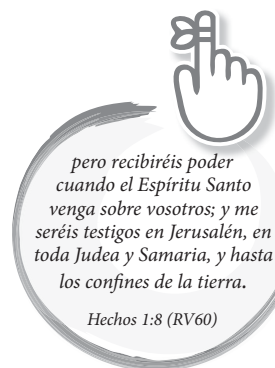 pero recibiréis poder
cuando el Espíritu Santo
venga sobre vosotros; y me
seréis testigos en Jerusalén, en
toda Judea y Samaria, y hasta
los confines de la tierra.
Hechos 1:8 (RV60)